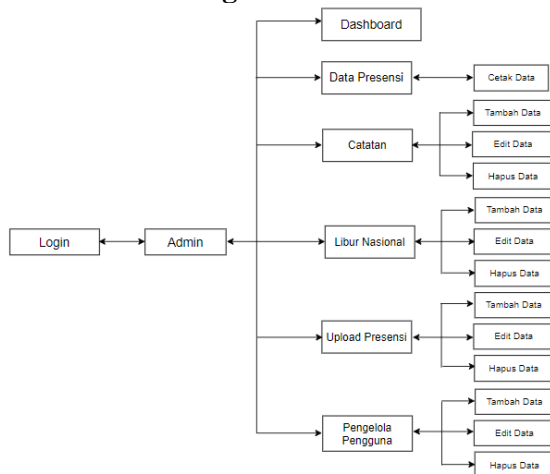 Dashboard
Data Presensi
Cetak Data
Catatan
Tambah Data
Edit Data
Hapus Data
Login
Admin
Libur Nasional
Tambah Data
Edit Data
Hapus Data
Upload Presensi
Tambah Data
Edit Data
Hapus Data
Pengelola
Pengguna
Tambah Data
Edit Data
Hapus Data